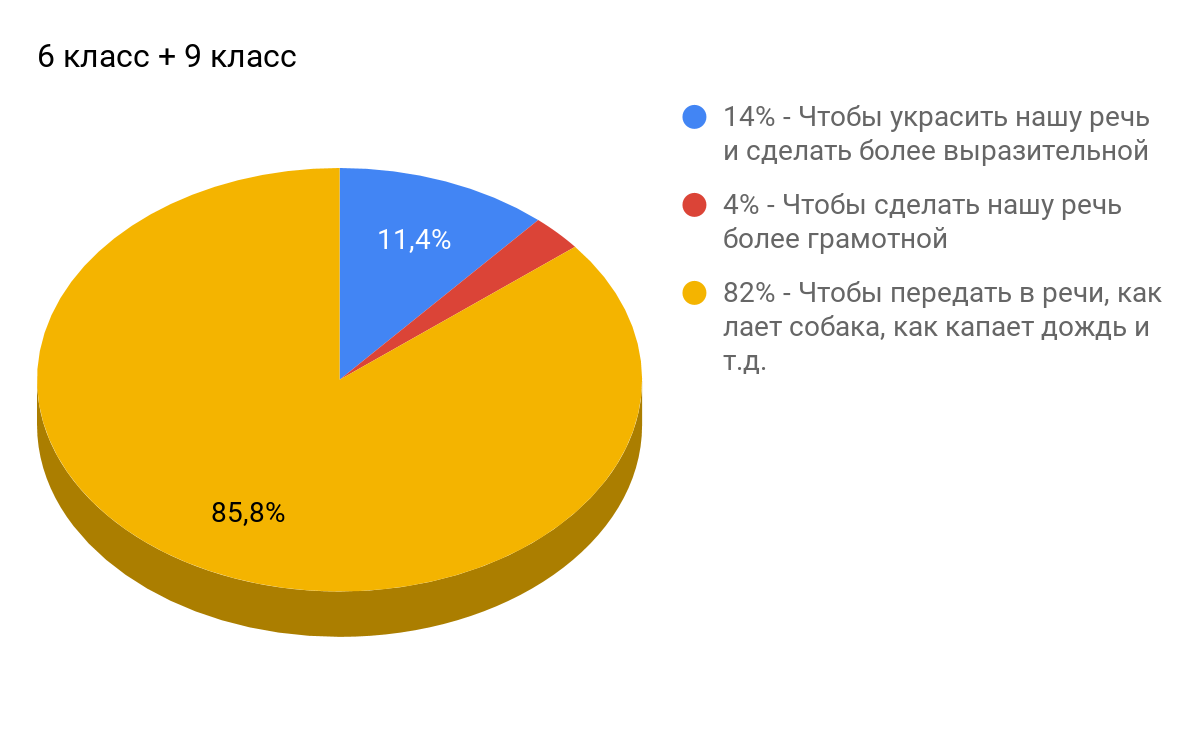 6 класс + 9 класс
14% - Чтобы украсить нашу речь
и сделать более выразительной
4% - Чтобы сделать нашу речь
более грамотной
82% - Чтобы передать в речи, как
лает собака, как капает дождь и
т.д.
11,4%
85,8%